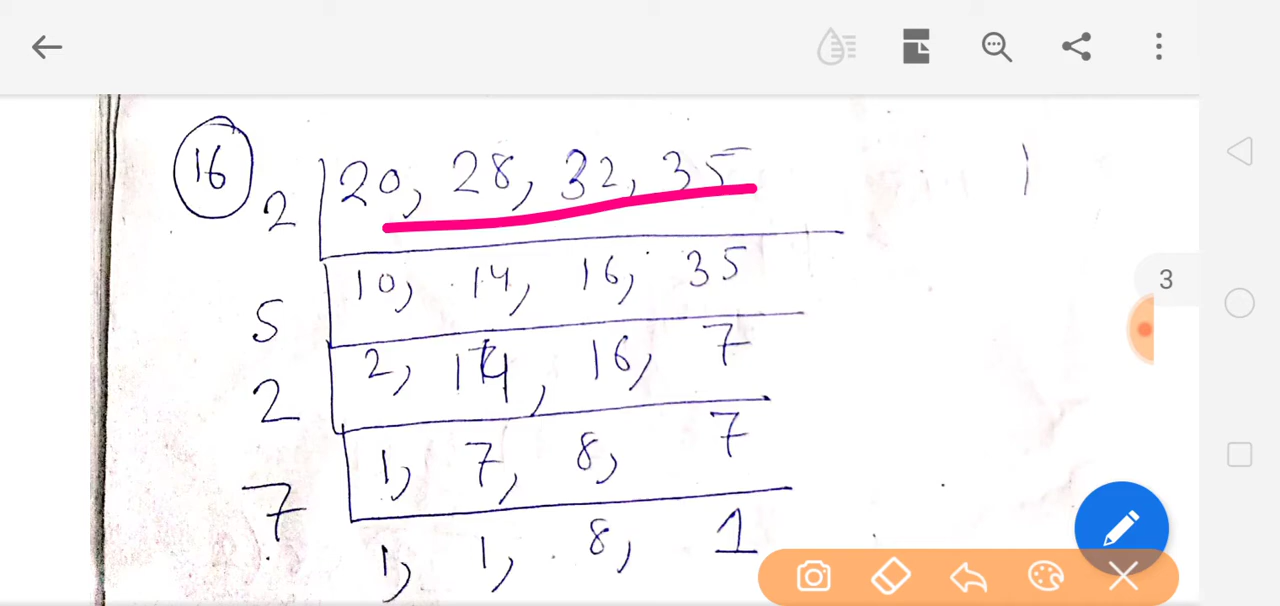 16 2 20, 28, 32, 35
5 10, 14, 16, 35
2 2, 14, 16, 7
7 1, 7, 8, 7
1, 1, 8, 1
3